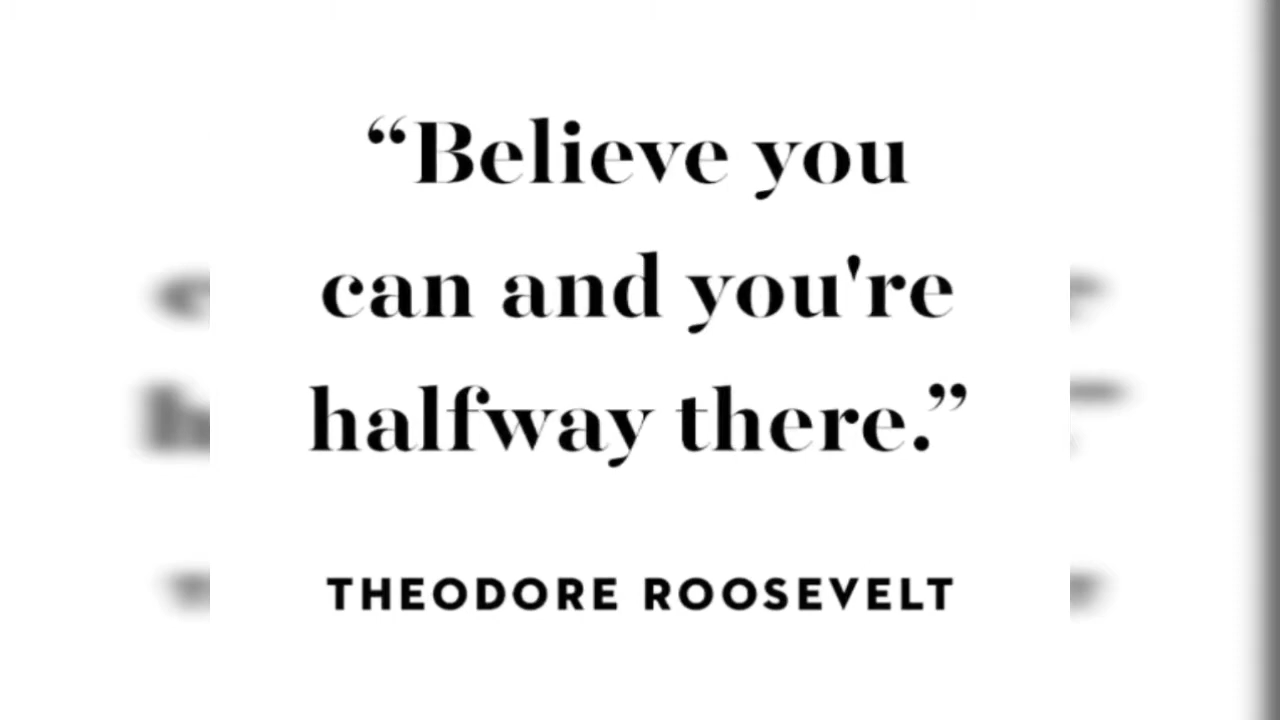 “Believe you
can and you're
halfway there.”
THEODORE ROOSEVELT